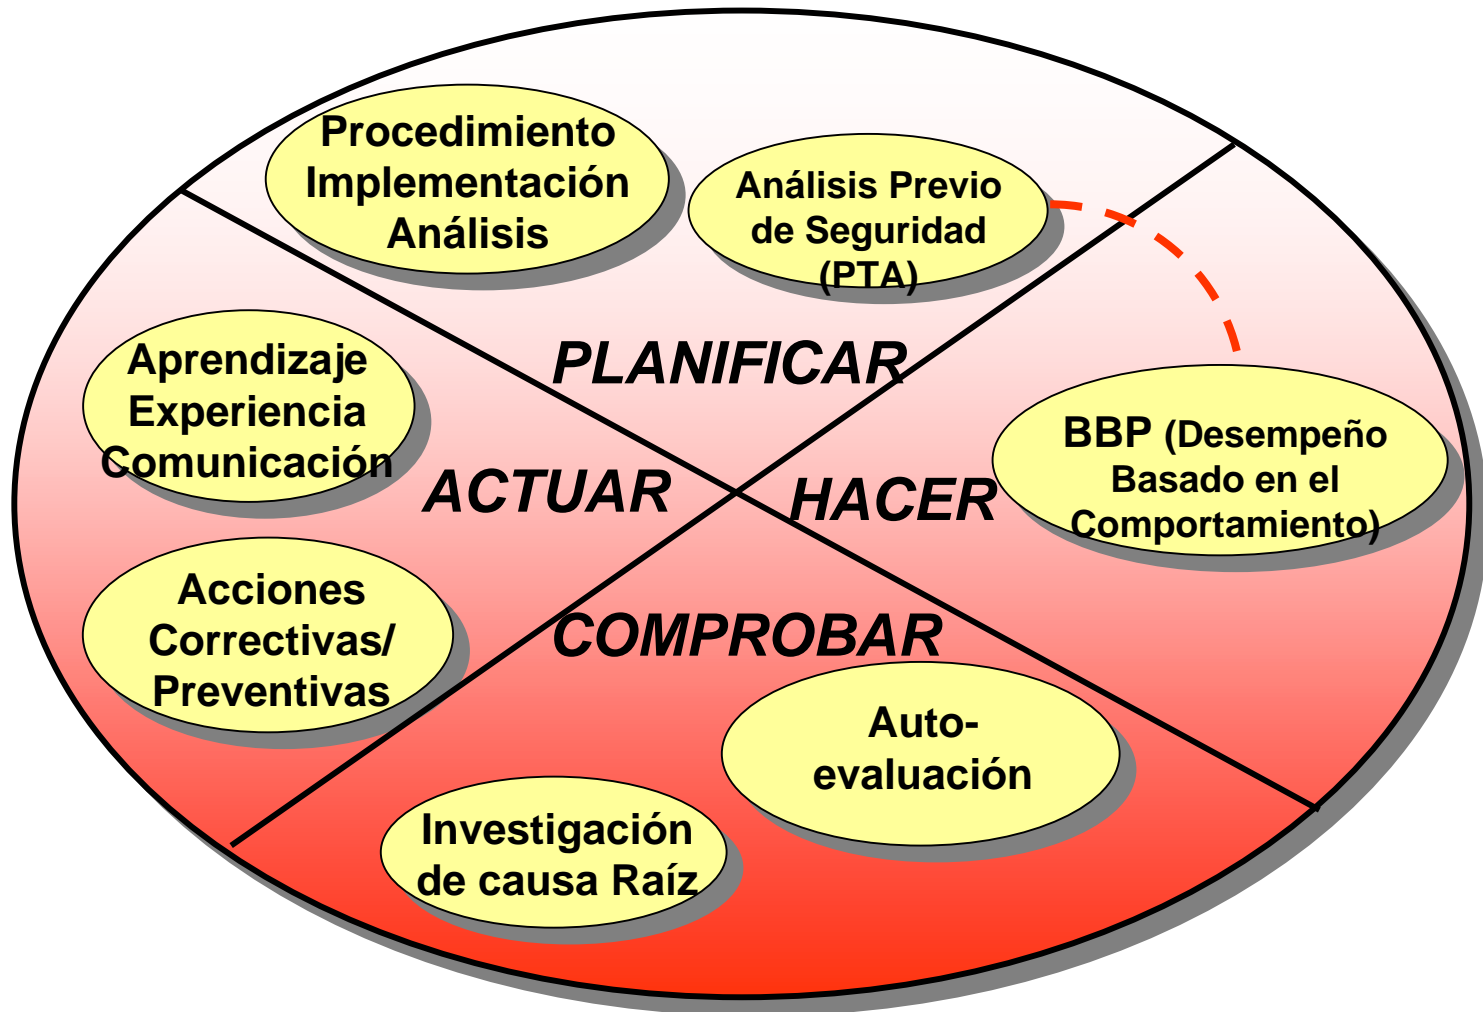 Procedimiento
Implementación
Análisis
Análisis Previo
de Seguridad
(PTA)
PLANIFICAR
Aprendizaje
Experiencia
Comunicación
ACTUAR
HACER
BBP (Desempeño
Basado en el
Comportamiento)
Acciones
Correctivas/
Preventivas
COMPROBAR
Auto-
evaluación
Investigación
de causa Raíz